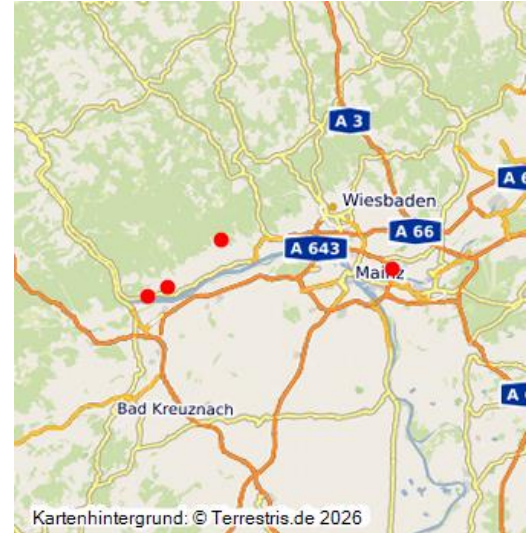 A 3
Wiesbaden
A 66
A 643
Mainz
Bad Kreuznach
Kartenhintergrund: © Terrestris.de 2026